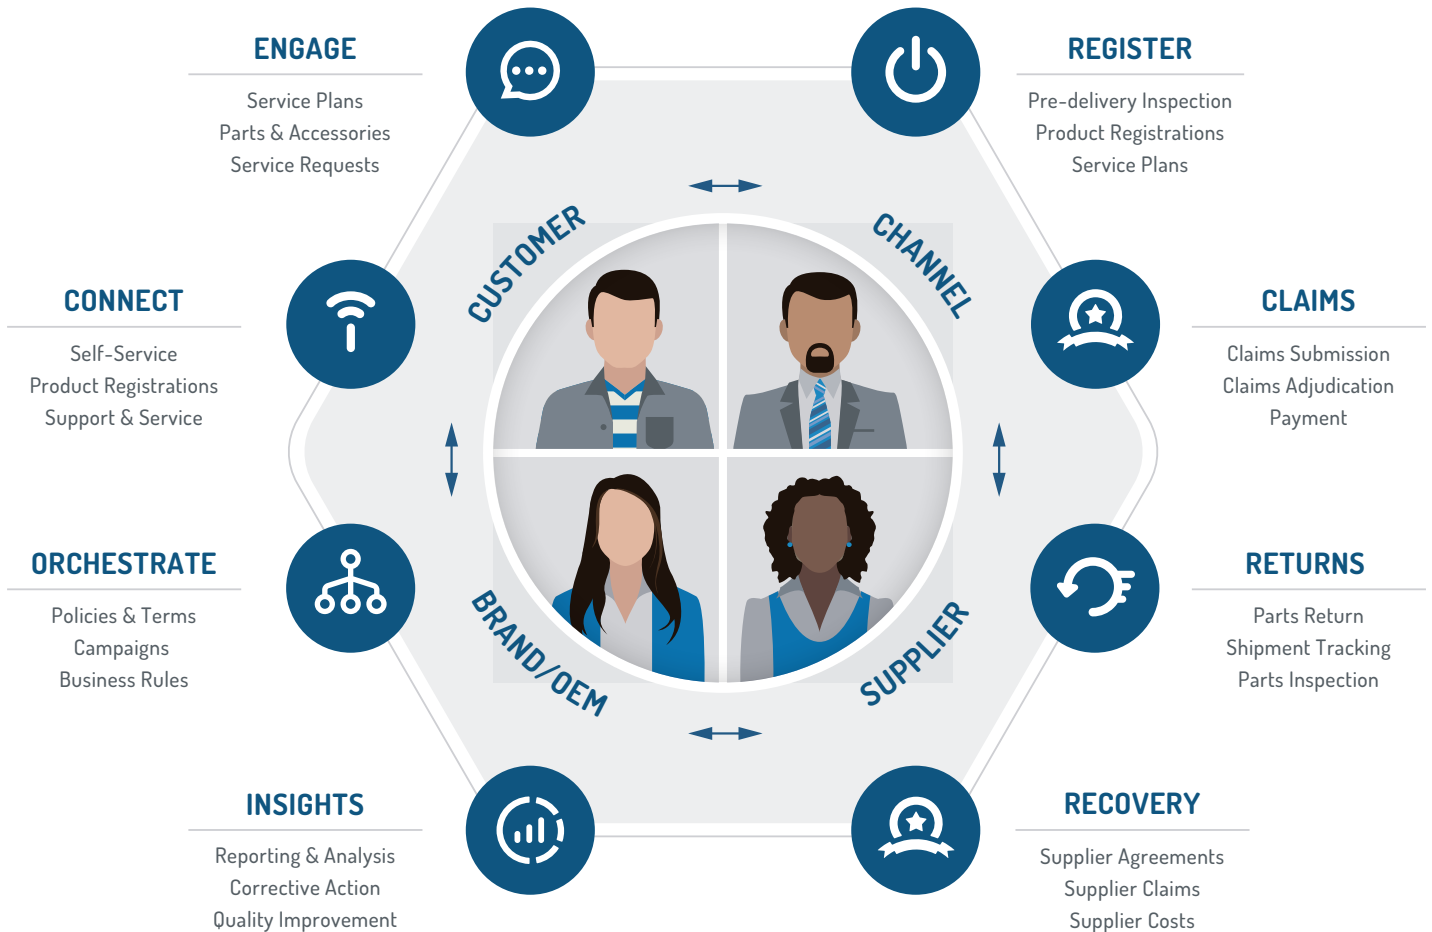 ENGAGE
Service Plans
Parts & Accessories
Service Requests
REGISTER
Pre-delivery Inspection
Product Registrations
Service Plans
CUSTOMER
CHANNEL
CONNECT
Self-Service
Product Registrations
Support & Service
CLAIMS
Claims Submission
Claims Adjudication
Payment
ORCHESTRATE
Policies & Terms
Campaigns
Business Rules
RETURNS
Parts Return
Shipment Tracking
Parts Inspection
BRAND/OEM
SUPPLIER
INSIGHTS
Reporting & Analysis
Corrective Action
Quality Improvement
RECOVERY
Supplier Agreements
Supplier Claims
Supplier Costs